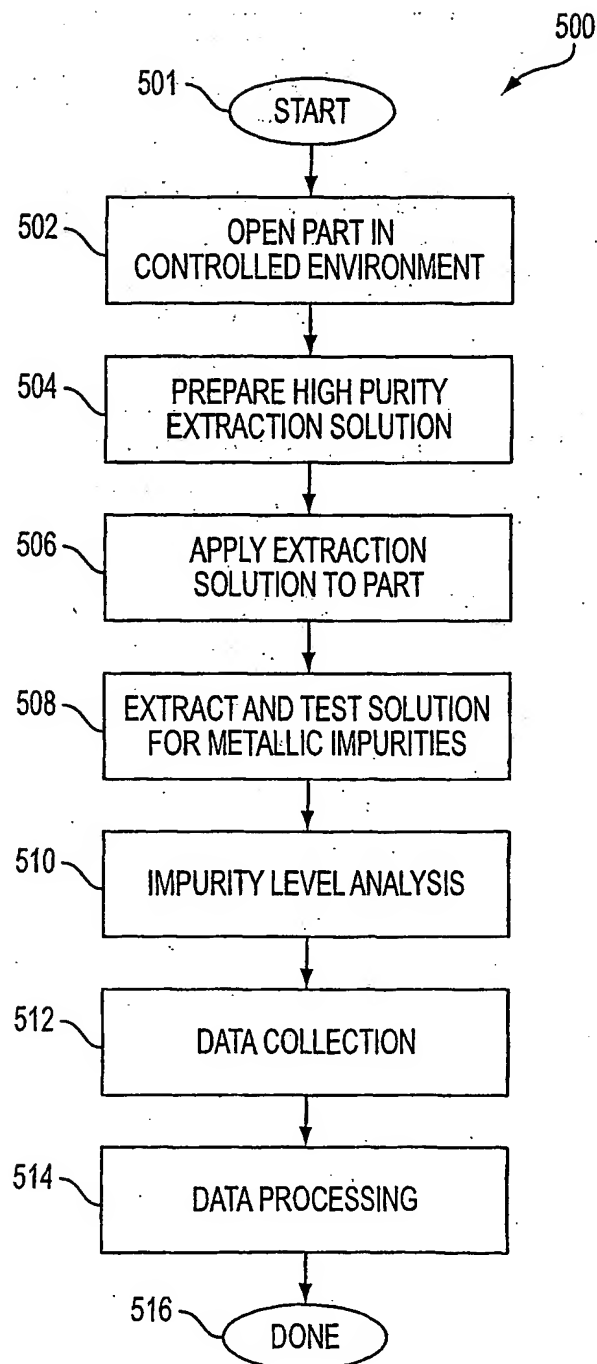 500
501
START
502
OPEN PART IN
CONTROLLED ENVIRONMENT
504
PREPARE HIGH PURITY
EXTRACTION SOLUTION
506
APPLY EXTRACTION
SOLUTION TO PART
508
EXTRACT AND TEST SOLUTION
FOR METALLIC IMPURITIES
510
IMPURITY LEVEL ANALYSIS
512
DATA COLLECTION
514
DATA PROCESSING
516
DONE